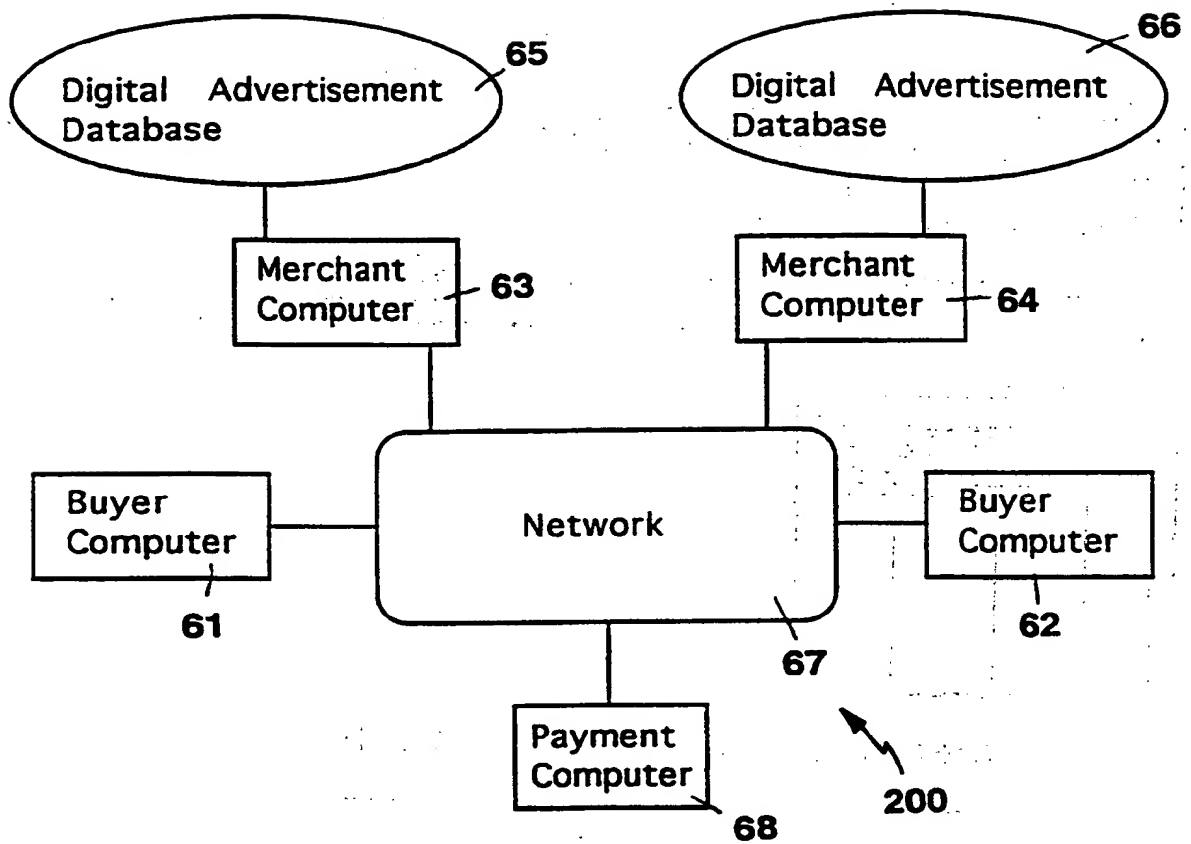 65
Digital Advertisement
Database
66
Digital Advertisement
Database
Merchant
Computer
63
Merchant
Computer
64
Buyer
Computer
61
Network
67
Buyer
Computer
62
Payment
Computer
68
200